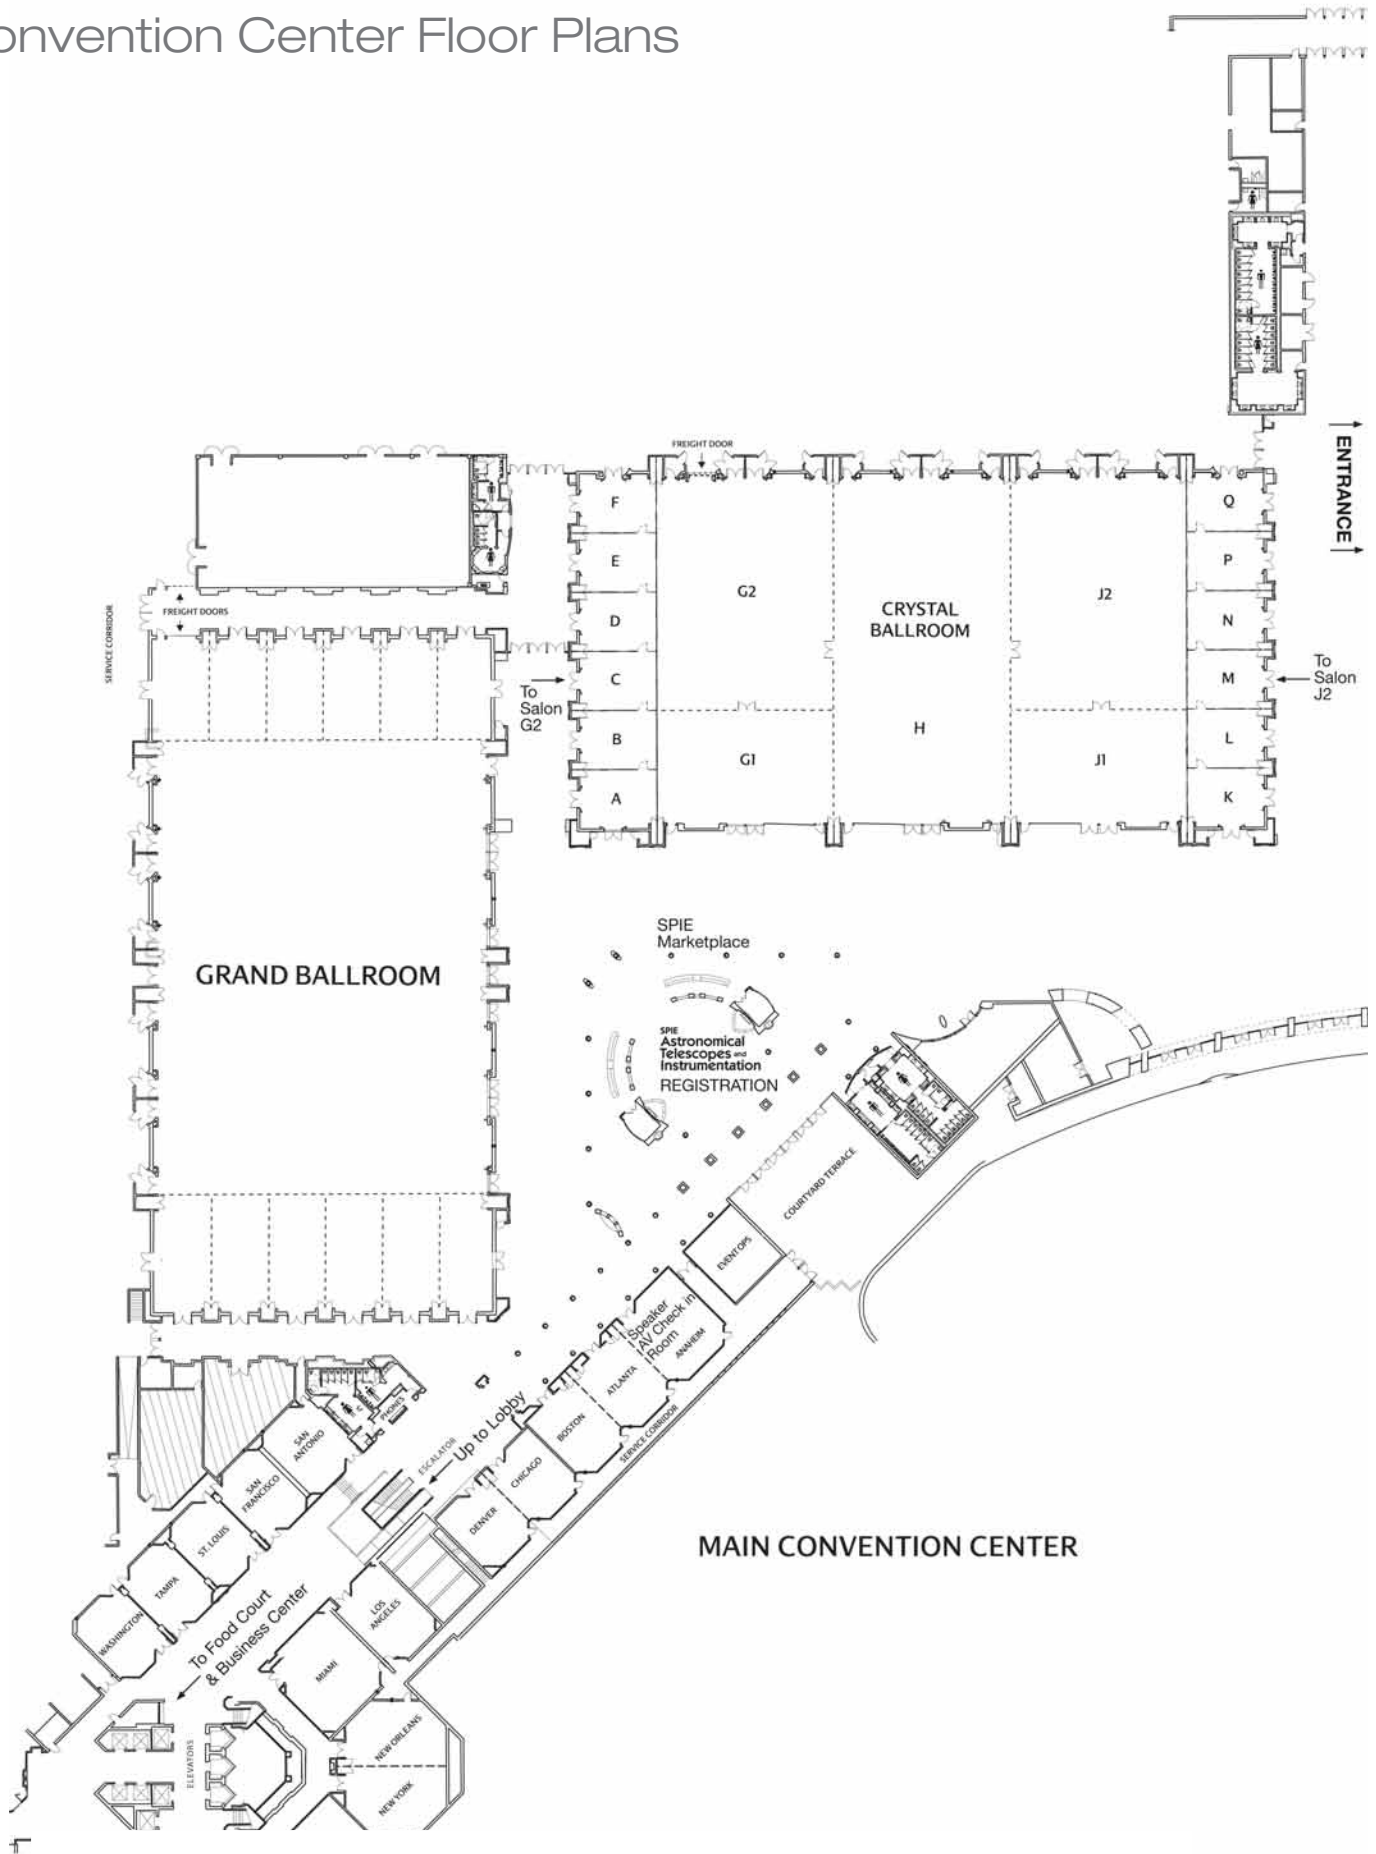 onvention Center Floor Plans
ENTRANCE
FREIGHT DOOR
F
E
D
C
B
A
G2
G1
CRYSTAL
BALLROOM
H
J2
J1
Q
P
N
M
L
K
To
Salon
G2
To
Salon
J2
FREIGHT DOORS
SERVICE CORRIDOR
GRAND BALLROOM
SPIE
Marketplace
SPIE
Astronomical
Telescopes and
Instrumentation
REGISTRATION
COURTYARD TERRACE
EVENT OPS
Speaker
AV Check in
Room
ANAHEIM
ATLANTA
BOSTON
SERVICE CORRIDOR
CHICAGO
DENVER
Up to Lobby
ESCALATOR
PHONES
SAN
ANTONIO
SAN
FRANCISCO
ST. LOUIS
TAMPA
WASHINGTON
To Food Court
& Business Center
LOS
ANGELES
MIAMI
NEW ORLEANS
NEW YORK
ELEVATORS
MAIN CONVENTION CENTER